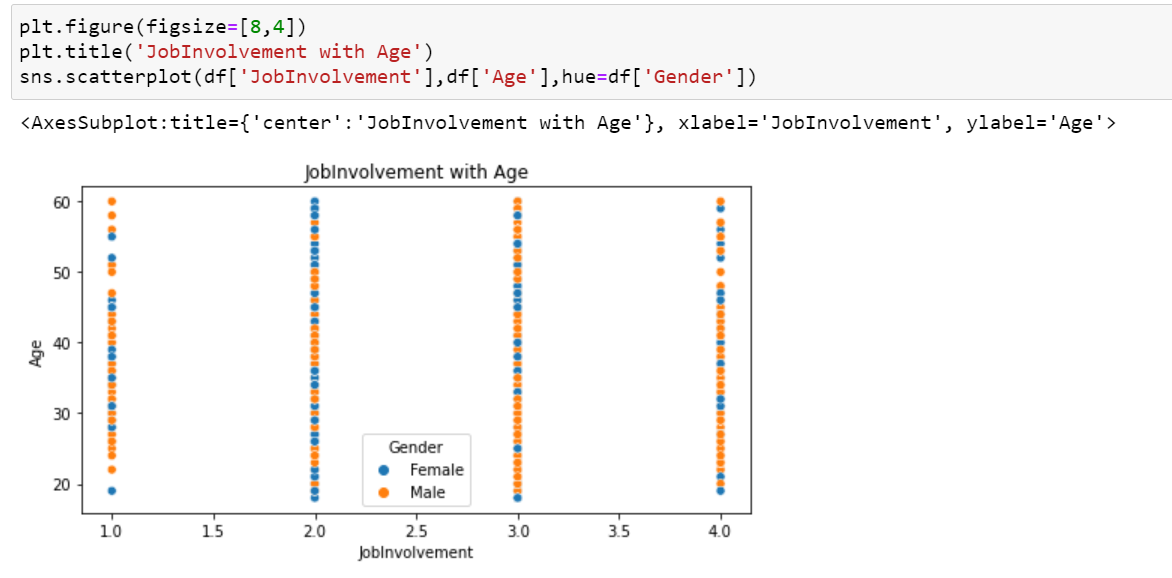 plt.figure(figsize=[8,4])
plt.title('JobInvolvement with Age')
sns.scatterplot(df['JobInvolvement'],df['Age'],hue=df['Gender'])
<AxesSubplot:title={'center':'JobInvolvement with Age'}, xlabel='JobInvolvement', ylabel='Age'>
JobInvolvement with Age
60
50
40
30
20
Age
Gender
Female
Male
1.0 1.5 2.0 2.5 3.0 3.5 4.0
JobInvolvement